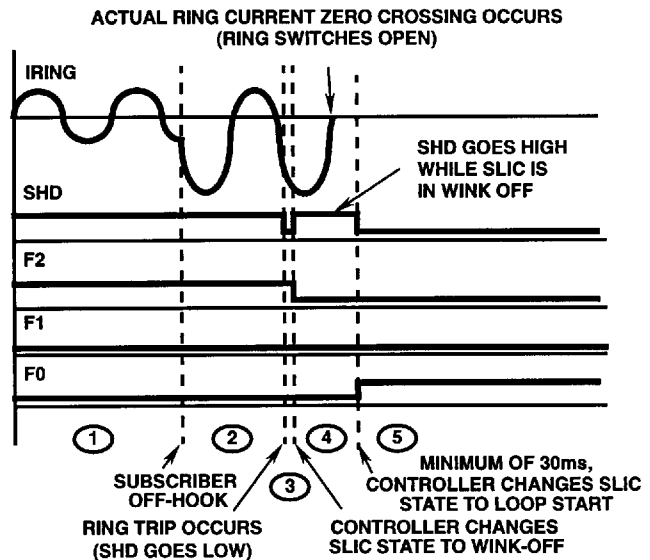 ACTUAL RING CURRENT ZERO CROSSING OCCURS
(RING SWITCHES OPEN)
IRING
SHD GOES HIGH
WHILE SLIC IS
IN WINK OFF
SHD
F2
F1
F0
1
2
4
5
3
SUBSCRIBER
OFF-HOOK
RING TRIP OCCURS
(SHD GOES LOW)
CONTROLLER CHANGES
SLIC STATE TO WINK-OFF
MINIMUM OF 30ms,
CONTROLLER CHANGES SLIC
STATE TO LOOP START